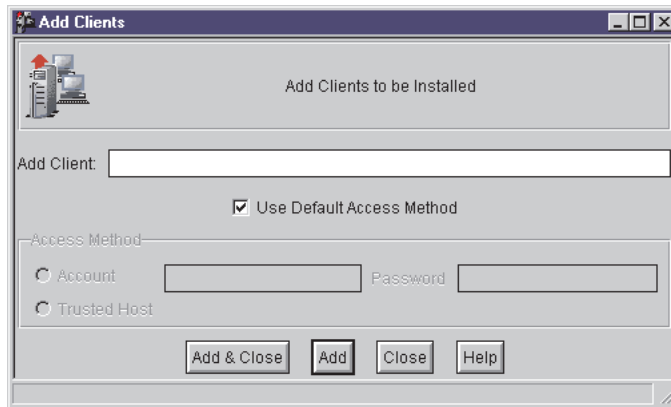 Add Clients
Add Clients to be Installed
Add Client:
Use Default Access Method
Access Method
Account Password
Trusted Host
Add & Close Add Close Help